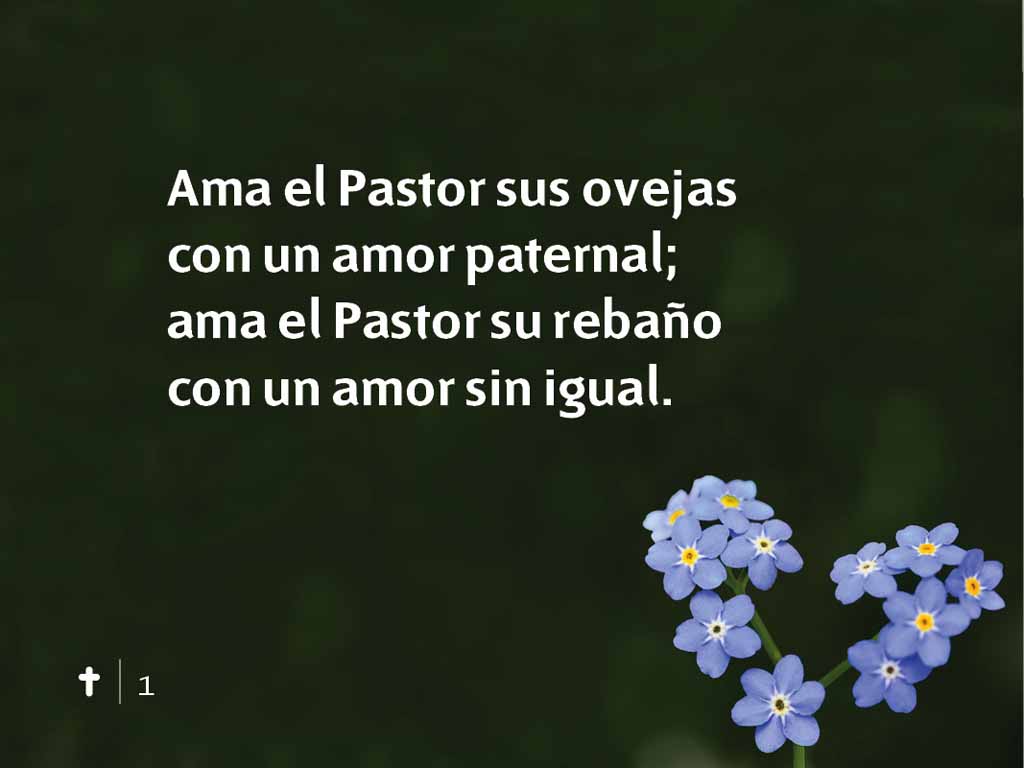 Ama el Pastor sus ovejas
con un amor paternal;
ama el Pastor su rebaño
con un amor sin igual.
1